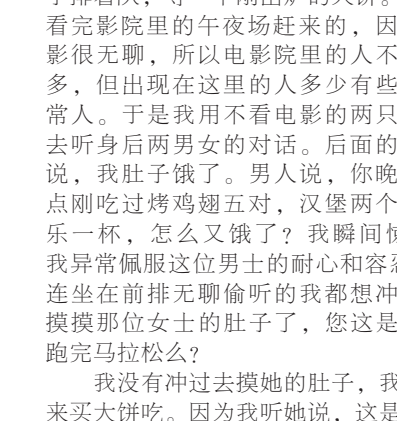 看完影院里的午夜场赶来的，因
影很无聊，所以电影院里的人不
多，但出现在这里的人多少有些
常人。于是我用不看电影的两只
去听身后两男女的对话。后面的
说，我肚子饿了。男人说，你晚
点刚吃过烤鸡翅五对，汉堡两个
乐一杯，怎么又饿了？我瞬间惊
我异常佩服这位男士的耐心和容忍
连坐在前排无聊偷听的我都想冲
摸摸那位女士的肚子了，您这是
跑完马拉松么？
我没有冲过去摸她的肚子，我
来买大饼吃。因为我听她说，这是